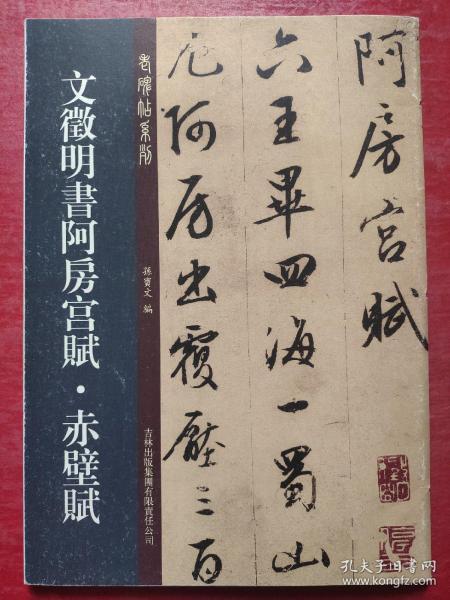 文徵明書阿房宫賦·赤壁賦
老碑帖系列
孫寶文 編
吉林出版集團有限責任公司
阿房宫賦
六王畢四海一蜀山
兀阿房出覆壓三百
孔夫子旧书网
www.kongfz.com